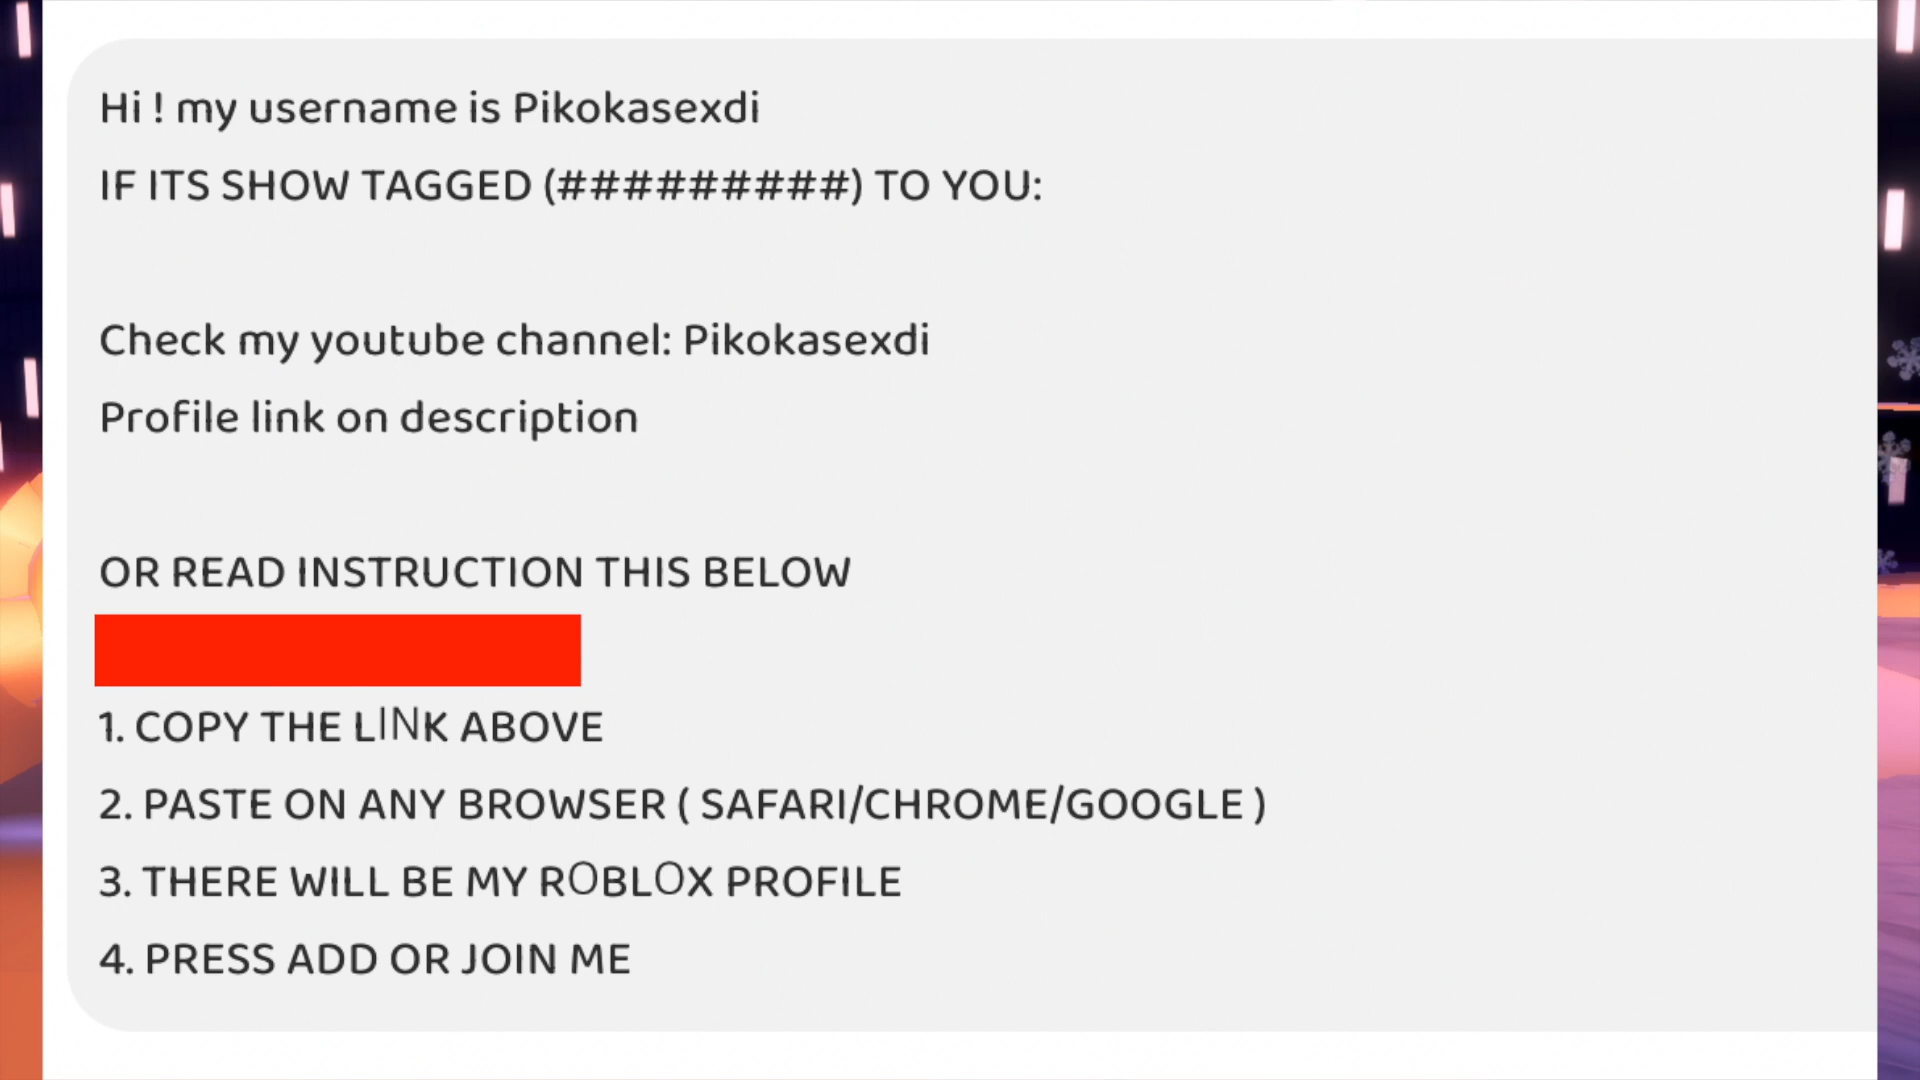 Hi ! my username is Pikokasexdi
IF ITS SHOW TAGGED (##########) TO YOU:
Check my youtube channel: Pikokasexdi
Profile link on description
OR READ INSTRUCTION THIS BELOW
1. COPY THE LINK ABOVE
2. PASTE ON ANY BROWSER ( SAFARI/CHROME/GOOGLE )
3. THERE WILL BE MY ROBLOX PROFILE
4. PRESS ADD OR JOIN ME